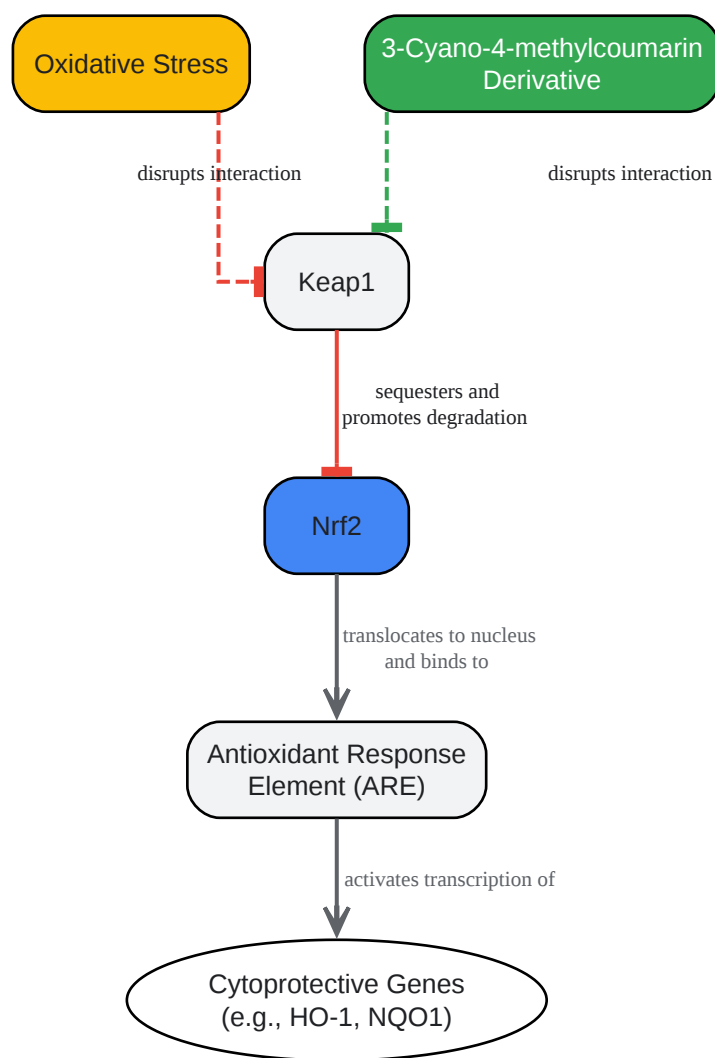 Oxidative Stress
3-Cyano-4-methylcoumarin
Derivative
disrupts interaction
disrupts interaction
Keap1
sequesters and
promotes degradation
Nrf2
translocates to nucleus
and binds to
Antioxidant Response
Element (ARE)
activates transcription of
Cytoprotective Genes
(e.g., HO-1, NQO1)